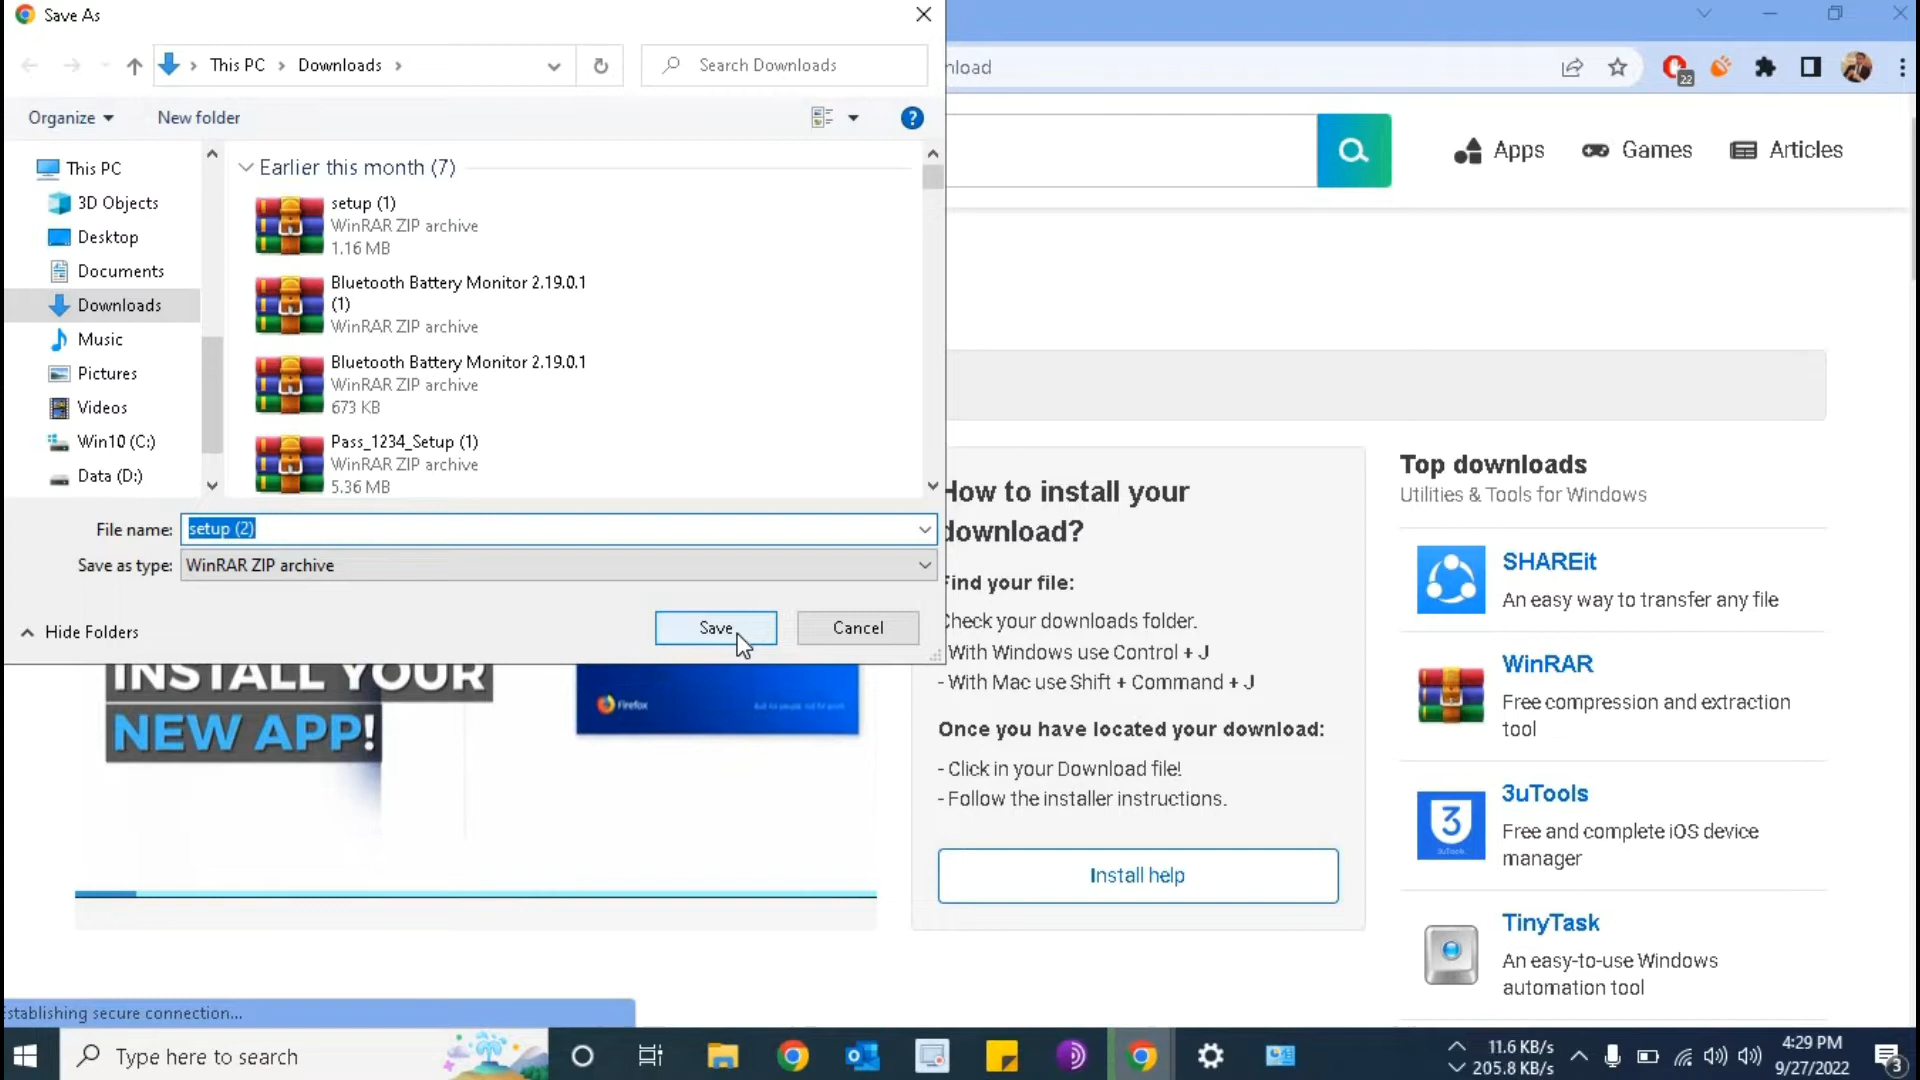 Save As
This PC
Downloads
Search Downloads
nload
22
Organize
New folder
?
Apps
Games
Articles
This PC
3D Objects
Desktop
Documents
Downloads
Music
Pictures
Videos
Win10 (C:)
Data (D:)
Earlier this month (7)
setup (1)
WinRAR ZIP archive
1.16 MB
Bluetooth Battery Monitor 2.19.0.1
(1)
WinRAR ZIP archive
Bluetooth Battery Monitor 2.19.0.1
WinRAR ZIP archive
673 KB
Pass_1234_Setup (1)
WinRAR ZIP archive
5.36 MB
File name: setup (2)
Save as type: WinRAR ZIP archive
Hide Folders
Save
Cancel
INSTALL YOUR
NEW APP!
Firefox
How to install your
download?
Find your file:
Check your downloads folder.
- With Windows use Control + J
- With Mac use Shift + Command + J
Once you have located your download:
- Click in your Download file!
- Follow the installer instructions.
Install help
Top downloads
Utilities & Tools for Windows
SHAREit
An easy way to transfer any file
WinRAR
Free compression and extraction
tool
3
3uTools
3uTools
Free and complete iOS device
manager
TinyTask
An easy-to-use Windows
automation tool
Establishing secure connection...
Type here to search
11.6 KB/s
205.8 KB/s
4:29 PM
9/27/2022
3